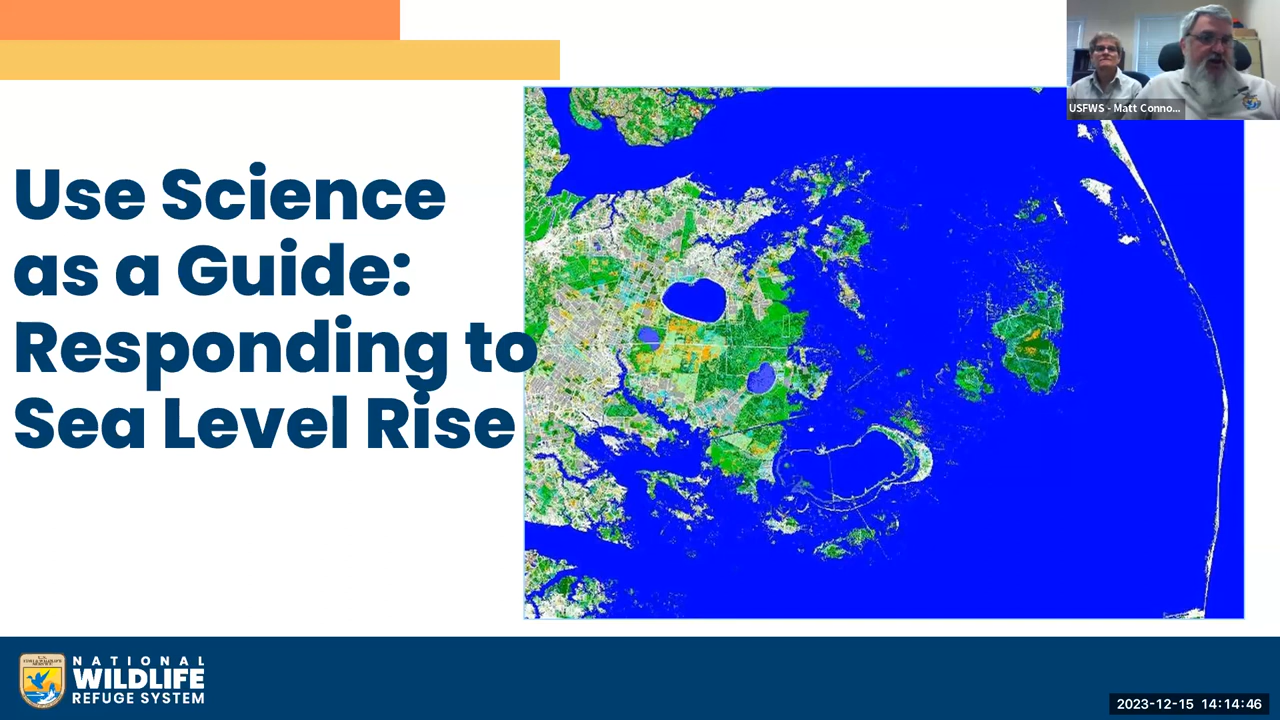 USFWS - Matt Conno...
Use Science
as a Guide:
Responding to
Sea Level Rise
NATIONAL
WILDLIFE
REFUGE SYSTEM
2023-12-15 14:14:46